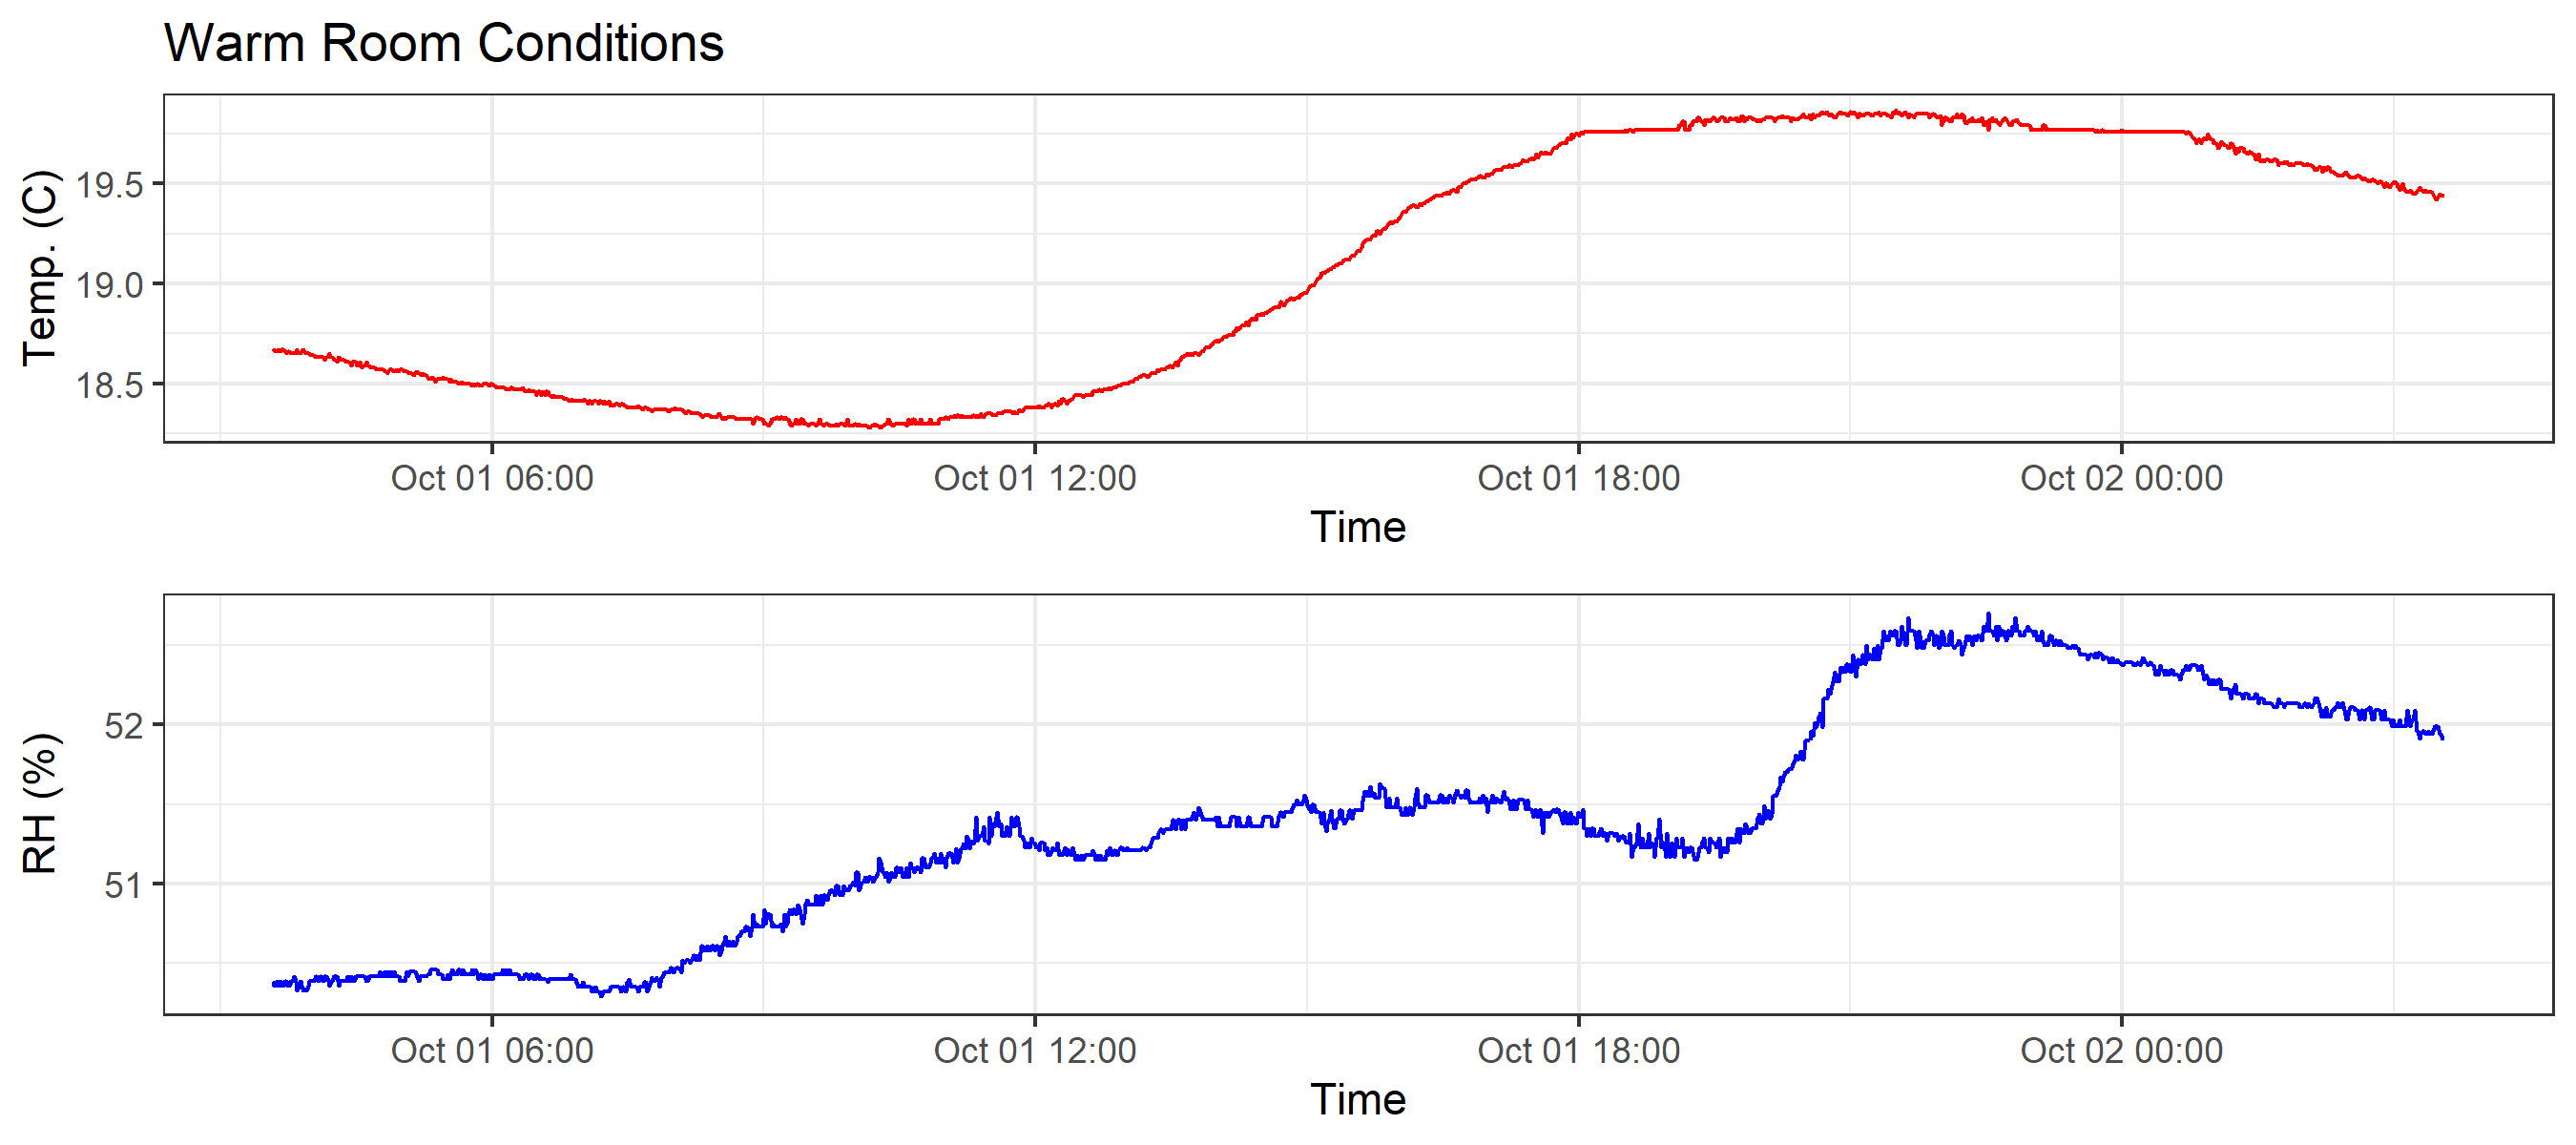 Warm Room Conditions
Temp. (C)
19.5
19.0
18.5
Oct 01 06:00 Oct 01 12:00 Oct 01 18:00 Oct 02 00:00
Time
RH (%)
52
51
Oct 01 06:00 Oct 01 12:00 Oct 01 18:00 Oct 02 00:00
Time